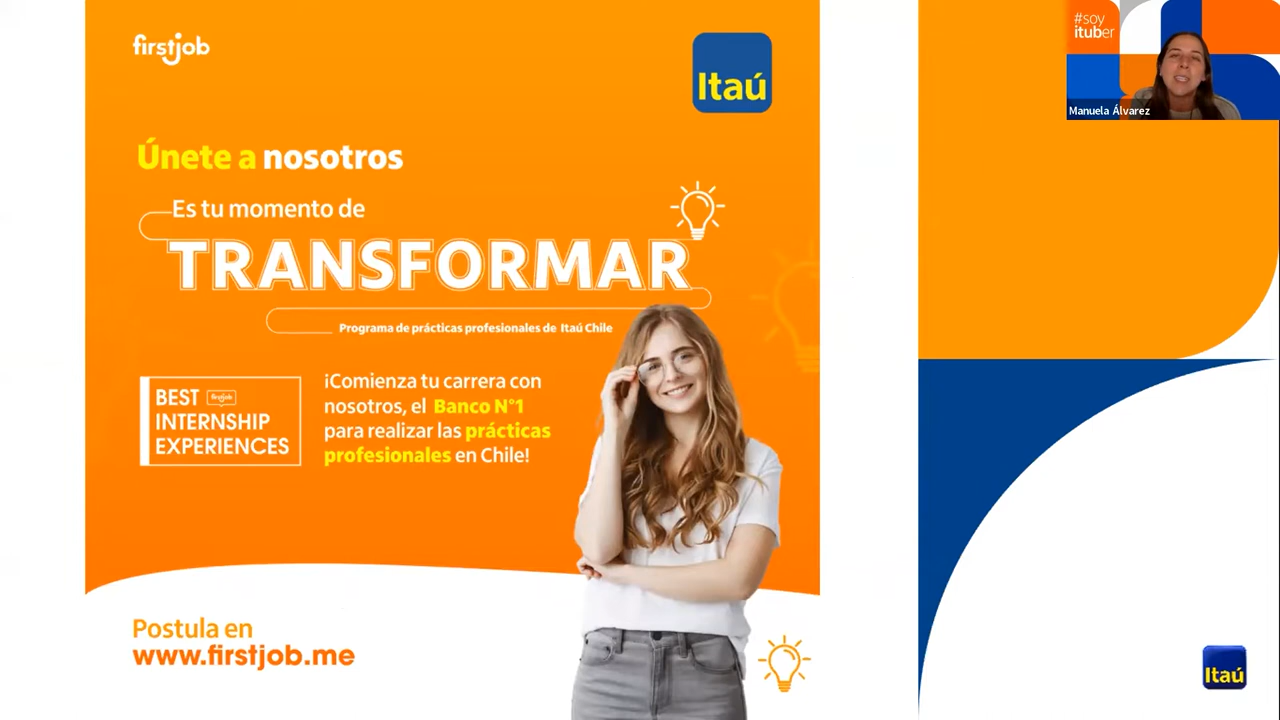 firstjob
Itaú
Únete a nosotros
Es tu momento de
TRANSFORMAR
Programa de prácticas profesionales de Itaú Chile
BEST firstjob
INTERNSHIP
EXPERIENCES
¡Comienza tu carrera con
nosotros, el Banco N°1
para realizar las prácticas
profesionales en Chile!
Postula en
www.firstjob.me
#soy
ituber
Manuela Álvarez
Itaú